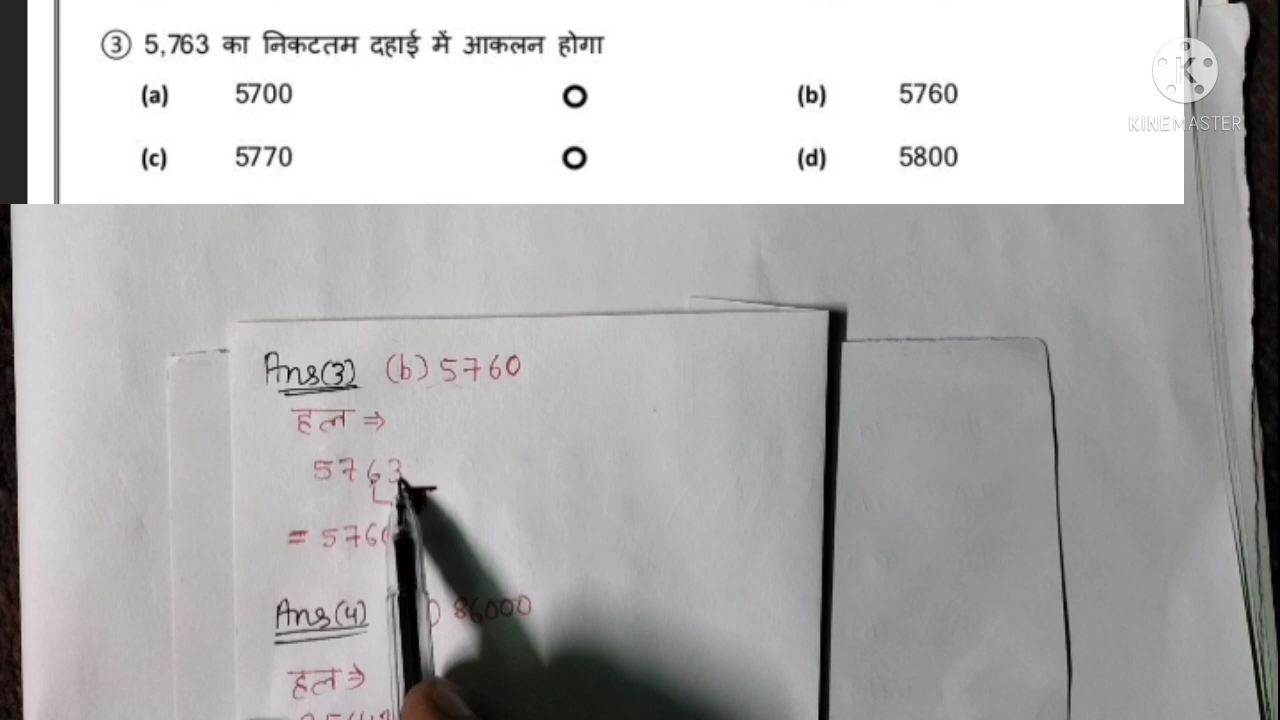 ③ 5,763 का निकटतम दहाई में आकलन होगा
(a) 5700 (b) 5760
(c) 5770 (d) 5800
KINEMASTER
Ans(3) (b) 5760
हल ⇒
5763
= 576
Ans(4) 86000
हल ⇒